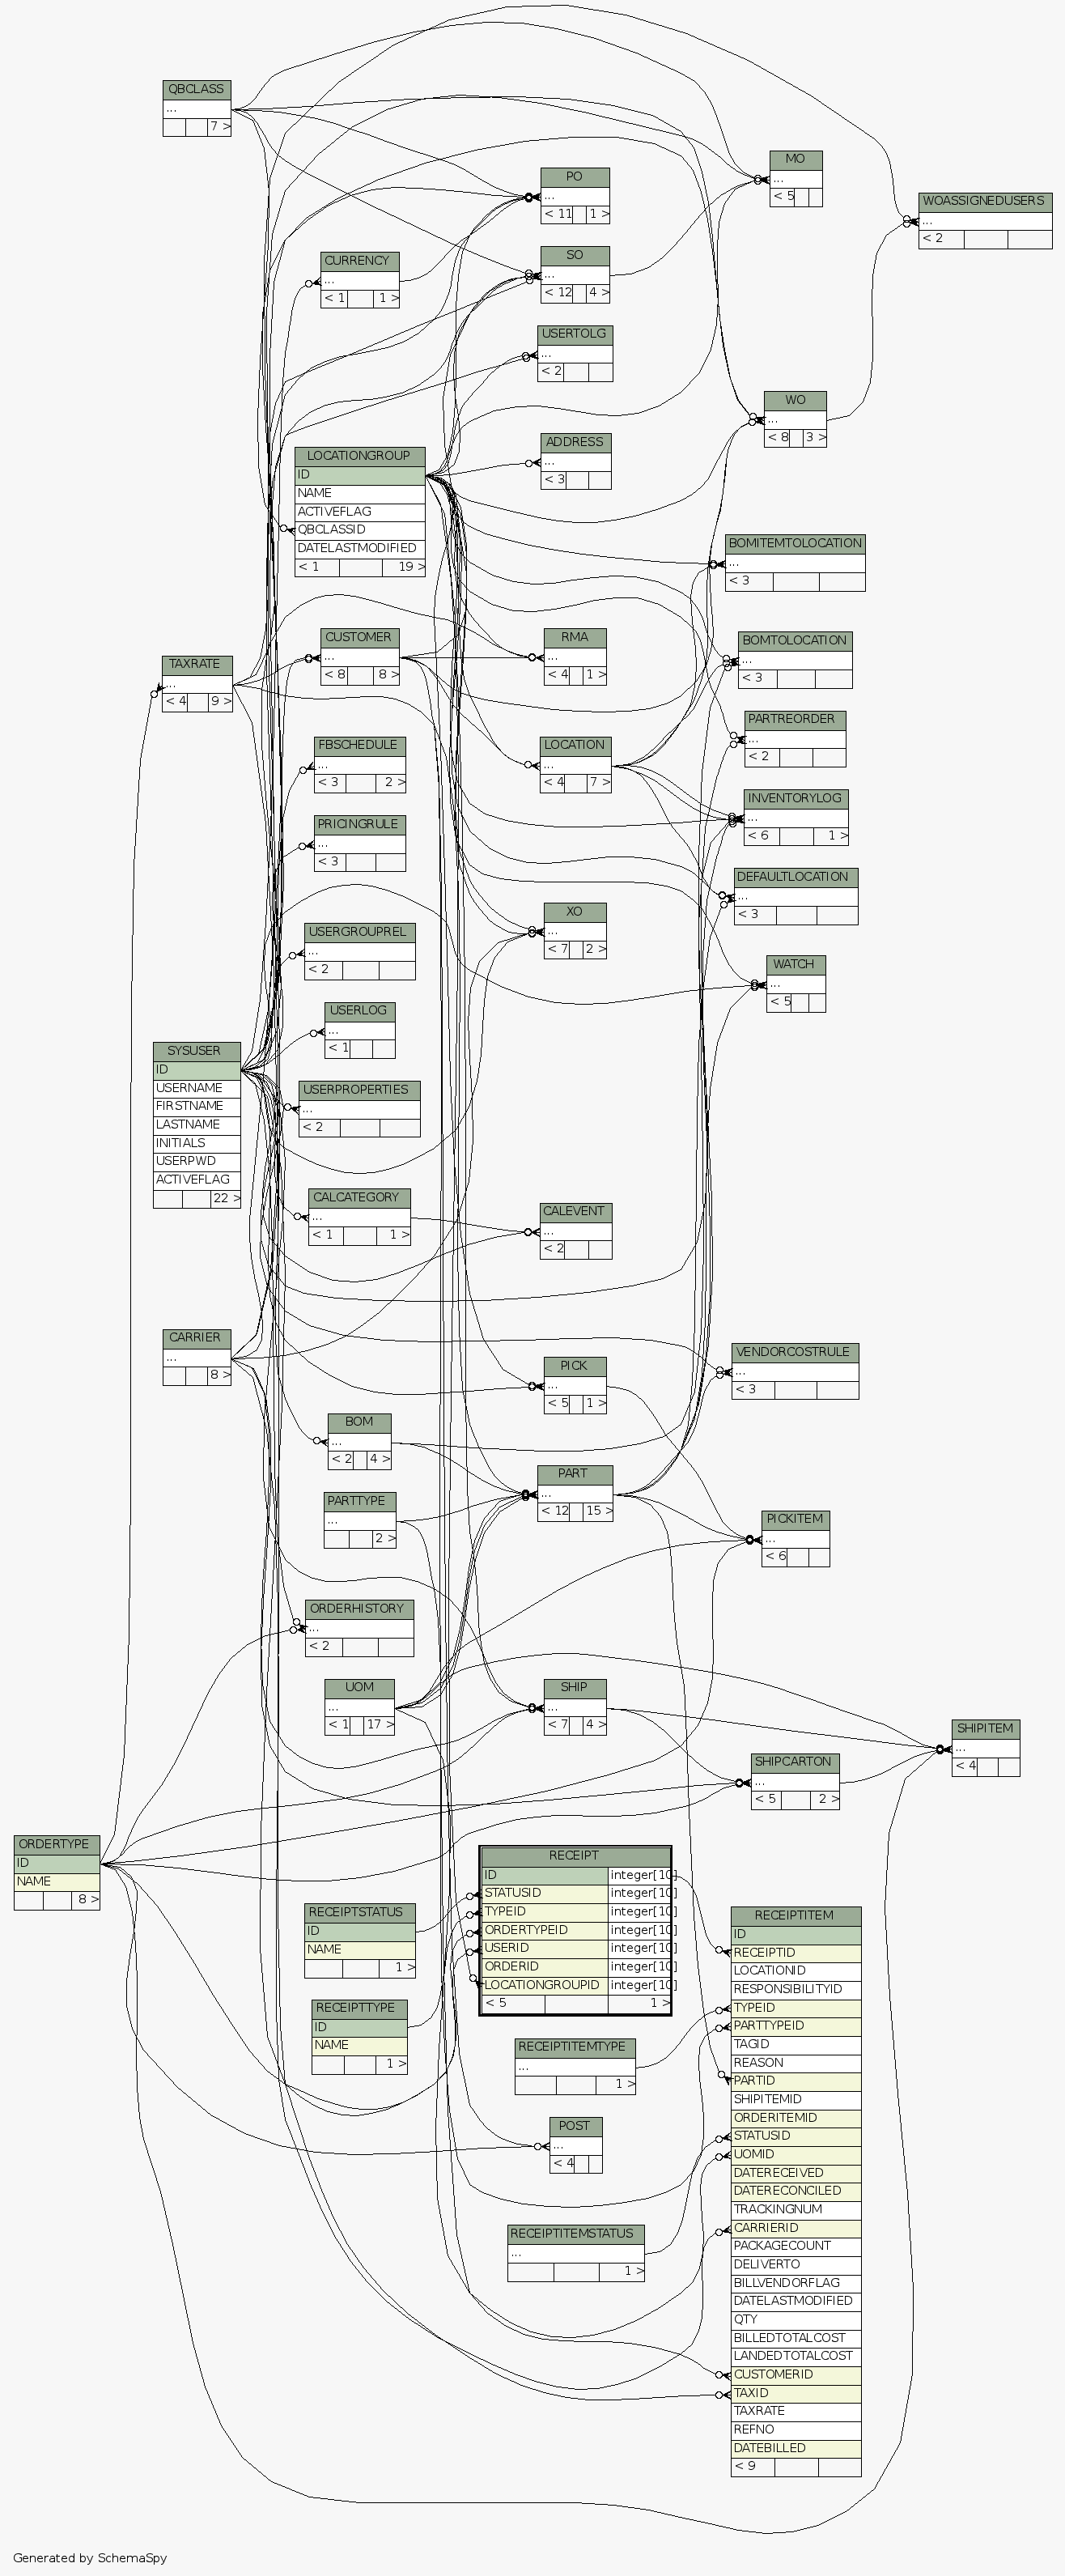 QBCLASS
...
7 >
MO
...
< 5
PO
...
< 11 1 >
WOASSIGNEDUSERS
...
< 2
SO
...
< 12 4 >
CURRENCY
...
< 1 1 >
USERTOLG
...
< 2
WO
...
< 8 3 >
ADDRESS
...
< 3
LOCATIONGROUP
ID
NAME
ACTIVEFLAG
QBCLASSID
DATELASTMODIFIED
< 1 19 >
BOMITEMTOLOCATION
...
< 3
CUSTOMER
...
< 8 8 >
RMA
...
< 4 1 >
BOMTOLOCATION
...
< 3
TAXRATE
...
< 4 9 >
PARTREORDER
...
< 2
FBSCHEDULE
...
< 3 2 >
LOCATION
...
< 4 7 >
INVENTORYLOG
...
< 6 1 >
PRICINGRULE
...
< 3
DEFAULTLOCATION
...
< 3
XO
...
< 7 2 >
USERGROUPREL
...
< 2
WATCH
...
< 5
USERLOG
...
< 1
SYSUSER
ID
USERNAME
FIRSTNAME
LASTNAME
INITIALS
USERPWD
ACTIVEFLAG
22 >
USERPROPERTIES
...
< 2
CALCATEGORY
...
< 1 1 >
CALEVENT
...
< 2
CARRIER
...
8 >
VENDORCOSTRULE
...
< 3
PICK
...
< 5 1 >
BOM
...
< 2 4 >
PART
...
< 12 15 >
PARTTYPE
...
2 >
PICKITEM
...
< 6
ORDERHISTORY
...
< 2
UOM
...
< 1 17 >
SHIP
...
< 7 4 >
SHIPITEM
...
< 4
SHIPCARTON
...
< 5 2 >
ORDERTYPE
ID
NAME
8 >
RECEIPT
ID integer[10]
STATUSID integer[10]
TYPEID integer[10]
ORDERTYPEID integer[10]
USERID integer[10]
ORDERID integer[10]
LOCATIONGROUPID integer[10]
< 5 1 >
RECEIPTSTATUS
ID
NAME
1 >
RECEIPTTYPE
ID
NAME
1 >
RECEIPTITEMTYPE
...
1 >
POST
...
< 4
RECEIPTITEMSTATUS
...
1 >
RECEIPTITEM
ID
RECEIPTID
LOCATIONID
RESPONSIBILITYID
TYPEID
PARTTYPEID
TAGID
REASON
PARTID
SHIPITEMID
ORDERITEMID
STATUSID
UOMID
DATERECEIVED
DATERECONCILED
TRACKINGNUM
CARRIERID
PACKAGECOUNT
DELIVERTO
BILLVENDORFLAG
DATELASTMODIFIED
QTY
BILLEDTOTALCOST
LANDEDTOTALCOST
CUSTOMERID
TAXID
TAXRATE
REFNO
DATEBILLED
< 9
Generated by SchemaSpy